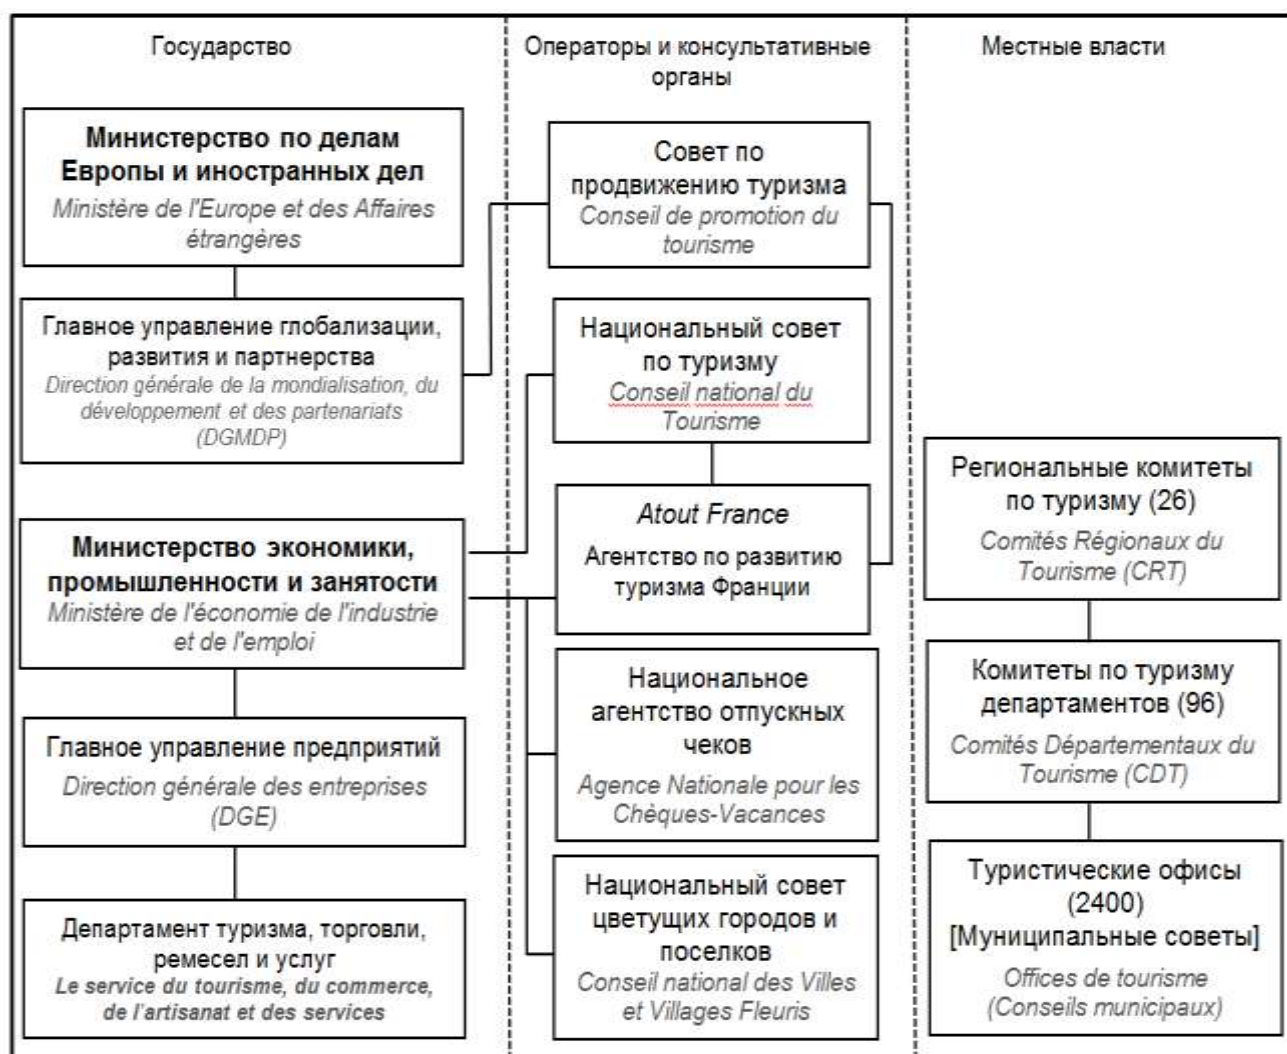 Государство
Министерство по делам
Европы и иностранных дел
Ministère de l'Europe et des Affaires
étrangères
Главное управление глобализации,
развития и партнерства
Direction générale de la mondialisation, du
développement et des partenariats
(DGMDP)
Министерство экономики,
промышленности и занятости
Ministère de l'économie de l'industrie
et de l'emploi
Главное управление предприятий
Direction générale des entreprises
(DGE)
Департамент туризма, торговли,
ремесел и услуг
Le service du tourisme, du commerce,
de l'artisanat et des services
Операторы и консультативные
органы
Совет по
продвижению туризма
Conseil de promotion du
tourisme
Национальный совет
по туризму
Conseil national du
Tourisme
Atout France
Агентство по развитию
туризма Франции
Национальное
агентство отпускных
чеков
Agence Nationale pour les
Chèques-Vacances
Национальный совет
цветущих городов и
поселков
Conseil national des Villes
et Villages Fleuris
Местные власти
Региональные комитеты
по туризму (26)
Comités Régionaux du
Tourisme (CRT)
Комитеты по туризму
департаментов (96)
Comités Départementaux du
Tourisme (CDT)
Туристические офисы
(2400)
[Муниципальные советы]
Offices de tourisme
(Conseils municipaux)